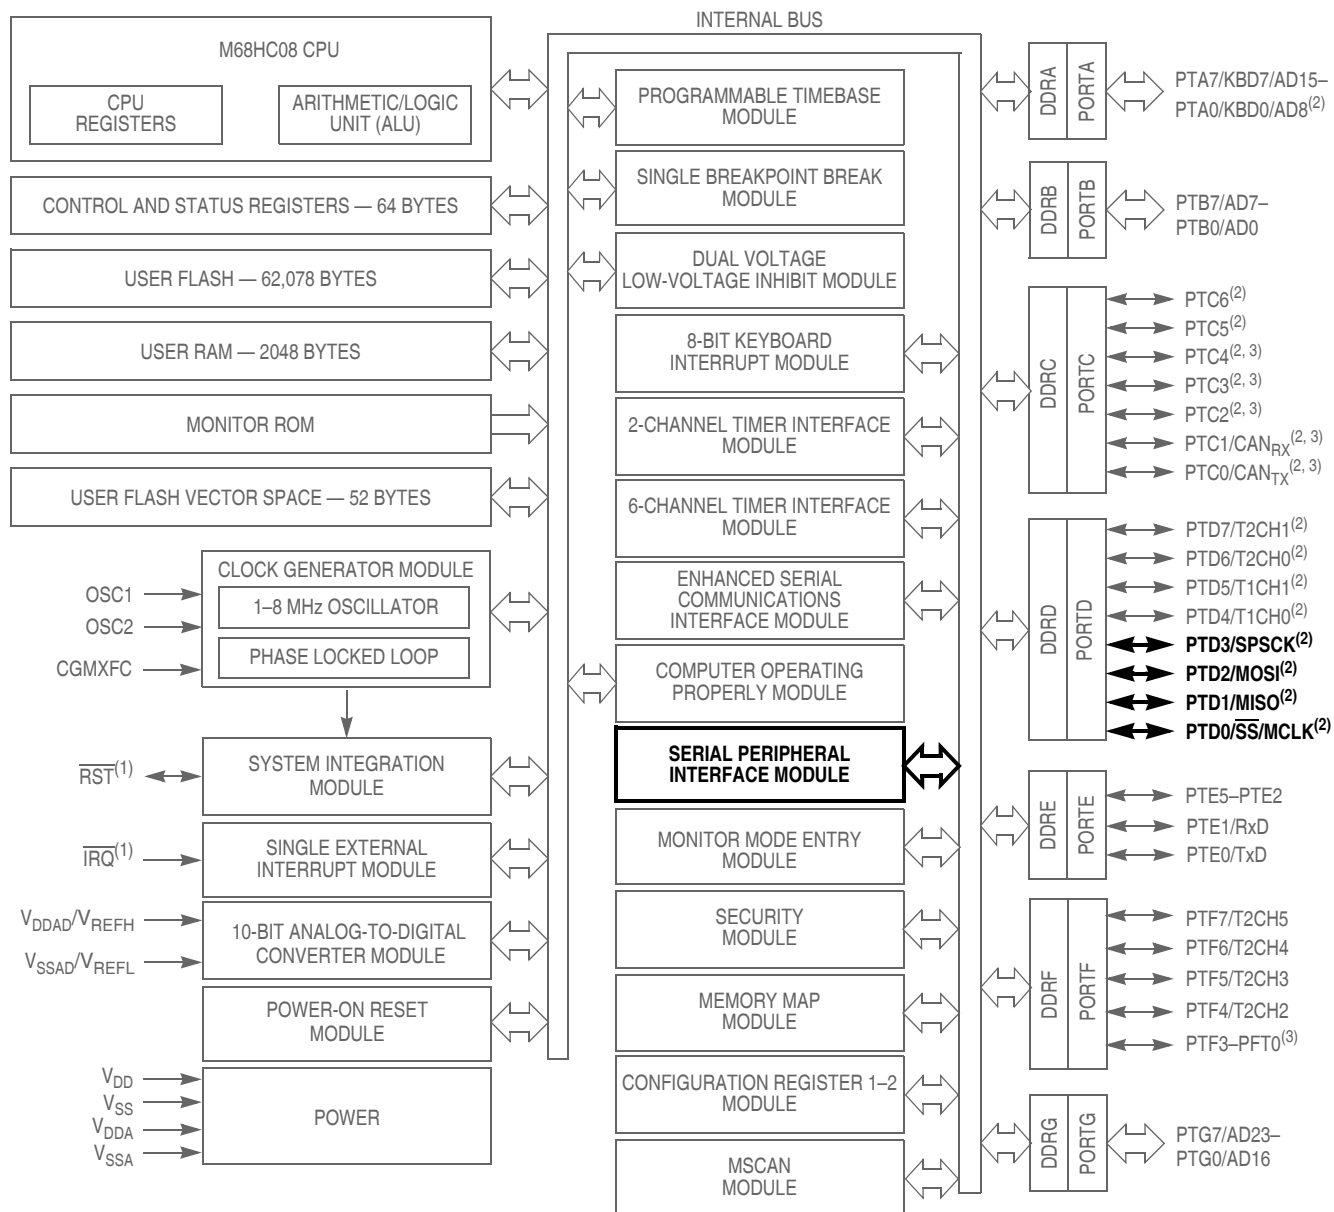 INTERNAL BUS
M68HC08 CPU
CPU
REGISTERS
ARITHMETIC/LOGIC
UNIT (ALU)
CONTROL AND STATUS REGISTERS — 64 BYTES
USER FLASH — 62,078 BYTES
USER RAM — 2048 BYTES
MONITOR ROM
USER FLASH VECTOR SPACE — 52 BYTES
CLOCK GENERATOR MODULE
1–8 MHz OSCILLATOR
PHASE LOCKED LOOP
OSC1
OSC2
CGMXFC
SYSTEM INTEGRATION
MODULE
RST(1)
SINGLE EXTERNAL
INTERRUPT MODULE
IRQ(1)
10-BIT ANALOG-TO-DIGITAL
CONVERTER MODULE
VDDAD/VREFH
VSSAD/VREFL
POWER-ON RESET
MODULE
POWER
VDD
VSS
VDDA
VSSA
PROGRAMMABLE TIMEBASE
MODULE
SINGLE BREAKPOINT BREAK
MODULE
DUAL VOLTAGE
LOW-VOLTAGE INHIBIT MODULE
8-BIT KEYBOARD
INTERRUPT MODULE
2-CHANNEL TIMER INTERFACE
MODULE
6-CHANNEL TIMER INTERFACE
MODULE
ENHANCED SERIAL
COMMUNICATIONS
INTERFACE MODULE
COMPUTER OPERATING
PROPERLY MODULE
SERIAL PERIPHERAL
INTERFACE MODULE
MONITOR MODE ENTRY
MODULE
SECURITY
MODULE
MEMORY MAP
MODULE
CONFIGURATION REGISTER 1–2
MODULE
MSCAN
MODULE
DDRA
PORTA
PTA7/KBD7/AD15–
PTA0/KBD0/AD8(2)
DDRB
PORTB
PTB7/AD7–
PTB0/AD0
DDRC
PORTC
PTC6(2)
PTC5(2)
PTC4(2, 3)
PTC3(2, 3)
PTC2(2, 3)
PTC1/CANRX(2, 3)
PTC0/CANTX(2, 3)
DDRD
PORTD
PTD7/T2CH1(2)
PTD6/T2CH0(2)
PTD5/T1CH1(2)
PTD4/T1CH0(2)
PTD3/SPSCK(2)
PTD2/MOSI(2)
PTD1/MISO(2)
PTD0/SS/MCLK(2)
DDRE
PORTE
PTE5–PTE2
PTE1/RxD
PTE0/TxD
DDRF
PORTF
PTF7/T2CH5
PTF6/T2CH4
PTF5/T2CH3
PTF4/T2CH2
PTF3–PFT0(3)
DDRG
PORTG
PTG7/AD23–
PTG0/AD16